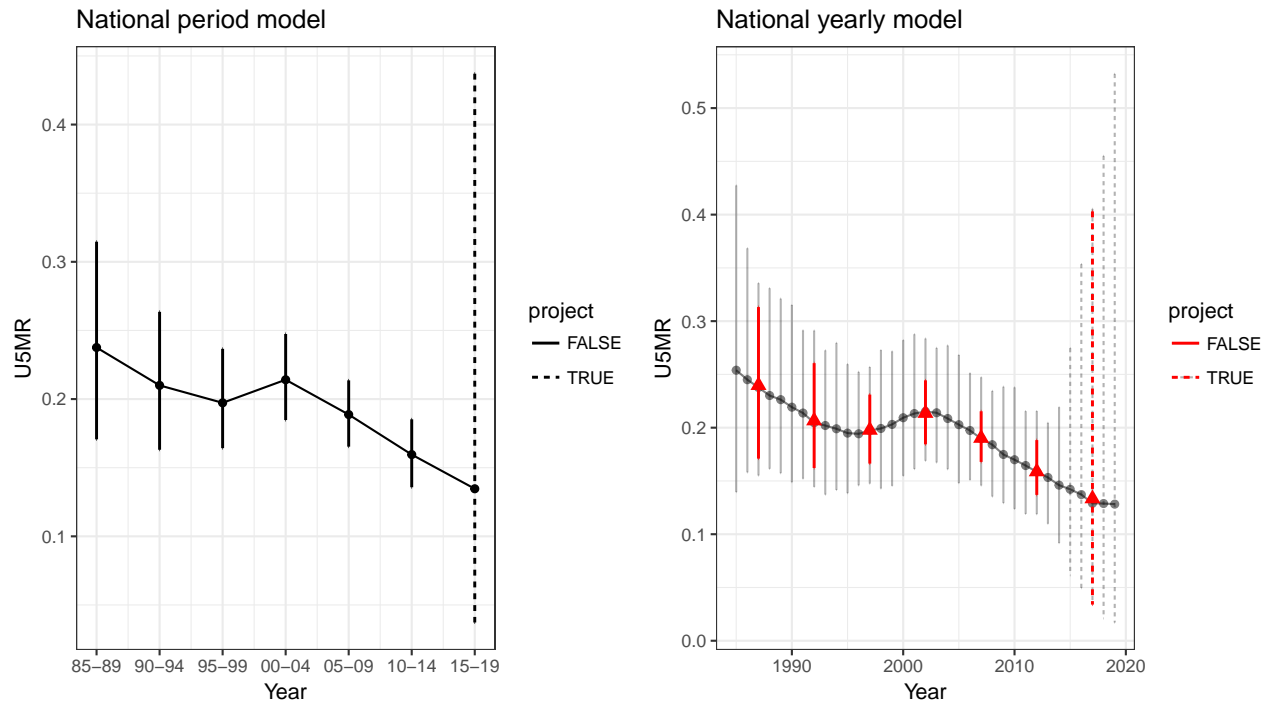 National period model
U5MR
0.4
0.3
0.2
0.1
85–89 90–94 95–99 00–04 05–09 10–14 15–19
Year
project
FALSE
TRUE
National yearly model
U5MR
0.5
0.4
0.3
0.2
0.1
0.0
1990 2000 2010 2020
Year
project
FALSE
TRUE